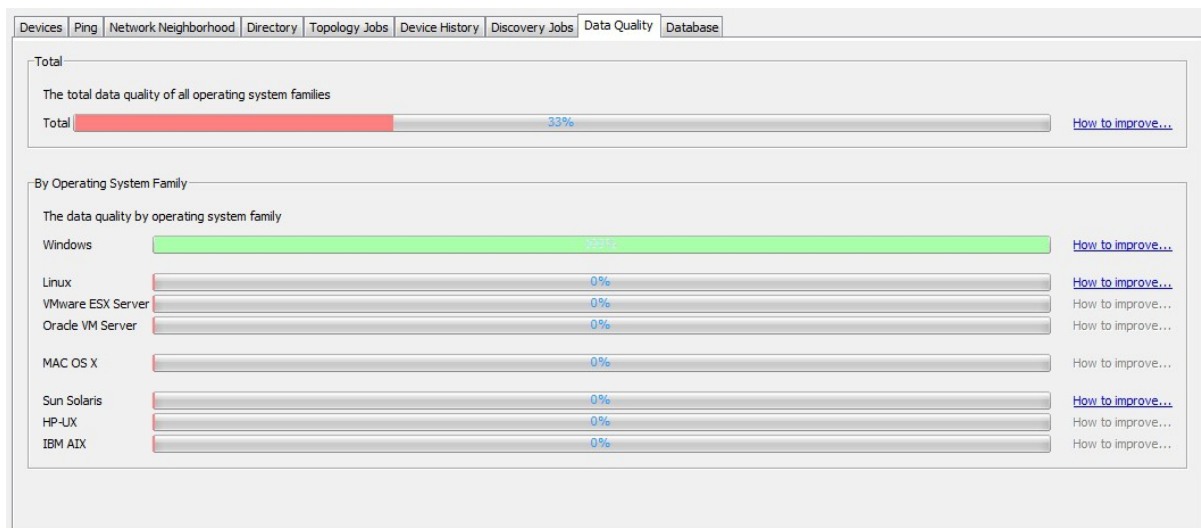 Devices Ping Network Neighborhood Directory Topology Jobs Device History Discovery Jobs Data Quality Database
Total
The total data quality of all operating system families
Total 33% How to improve...
By Operating System Family
The data quality by operating system family
Windows How to improve...
Linux 0% How to improve...
VMware ESX Server 0% How to improve...
Oracle VM Server 0% How to improve...
MAC OS X 0% How to improve...
Sun Solaris 0% How to improve...
HP-UX 0% How to improve...
IBM AIX 0% How to improve...